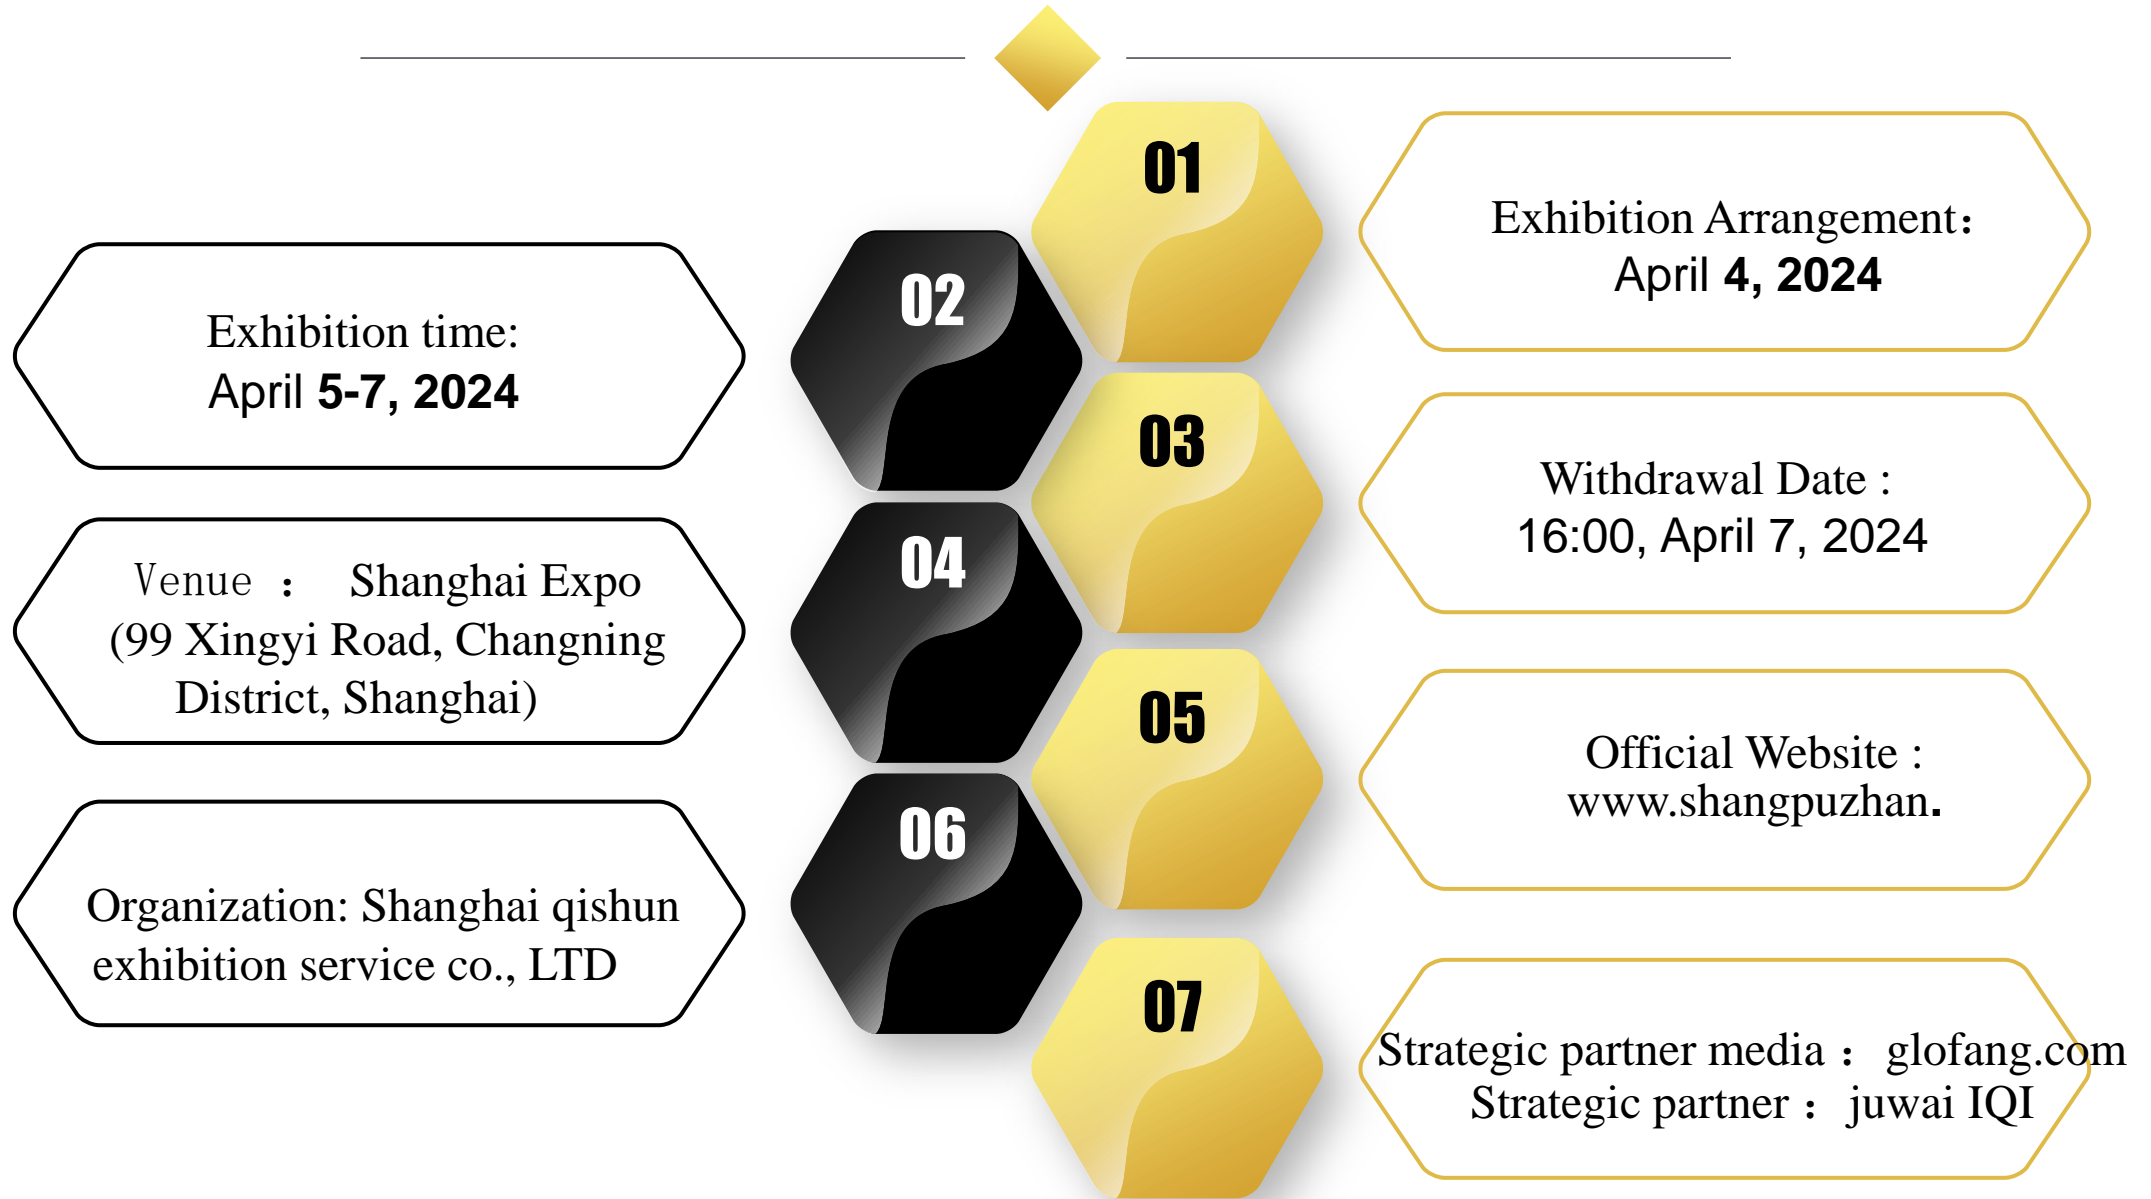 01
Exhibition Arrangement：
April 4, 2024
02
Exhibition time:
April 5-7, 2024
03
Withdrawal Date :
16:00, April 7, 2024
04
Venue ： Shanghai Expo
(99 Xingyi Road, Changning
District, Shanghai)
05
Official Website :
www.shangpuzhan.
06
Organization: Shanghai qishun
exhibition service co., LTD
07
Strategic partner media ： glofang.com
Strategic partner ： juwai IQI